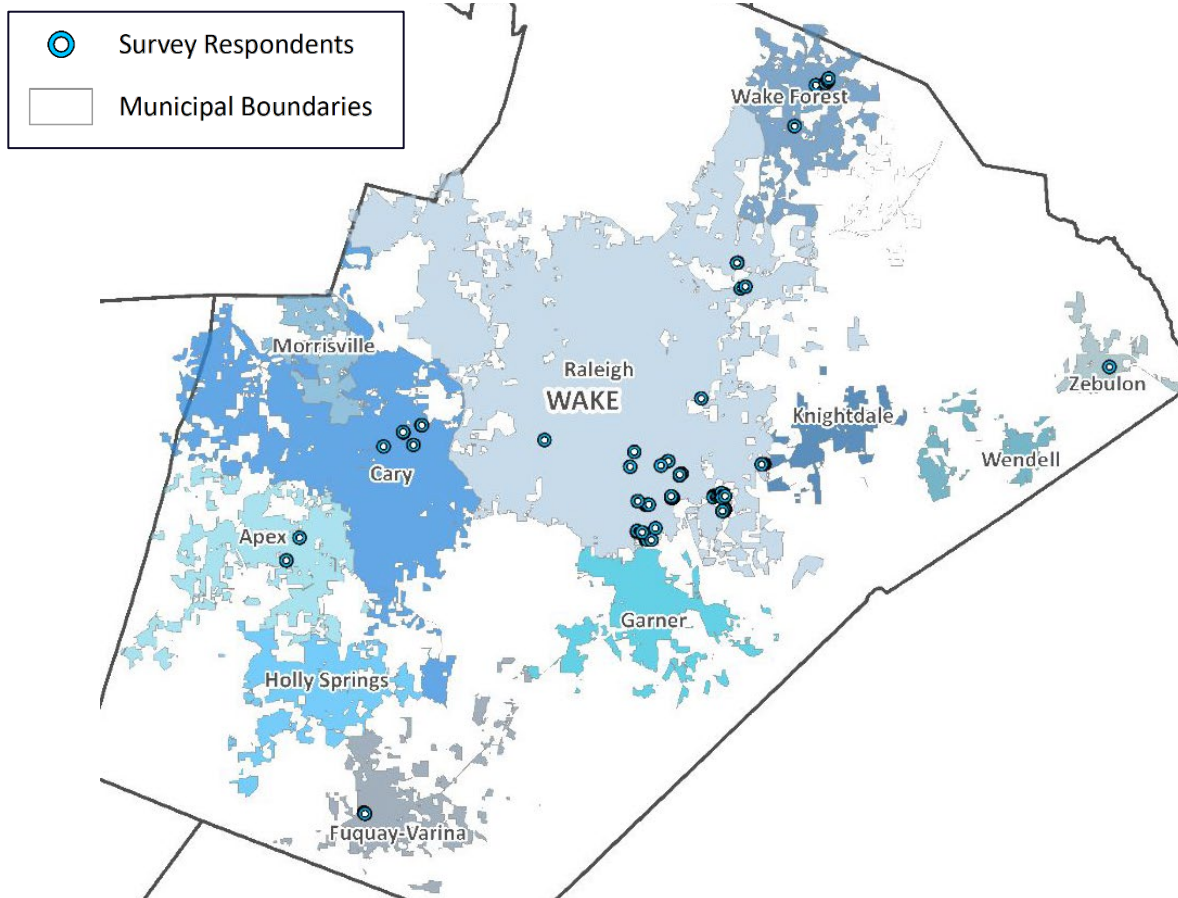 Survey Respondents
Municipal Boundaries
Wake Forest
Morrisville
Raleigh
WAKE
Zebulon
Knightdale
Wendell
Cary
Apex
Garner
Holly Springs
Fuquay-Varina